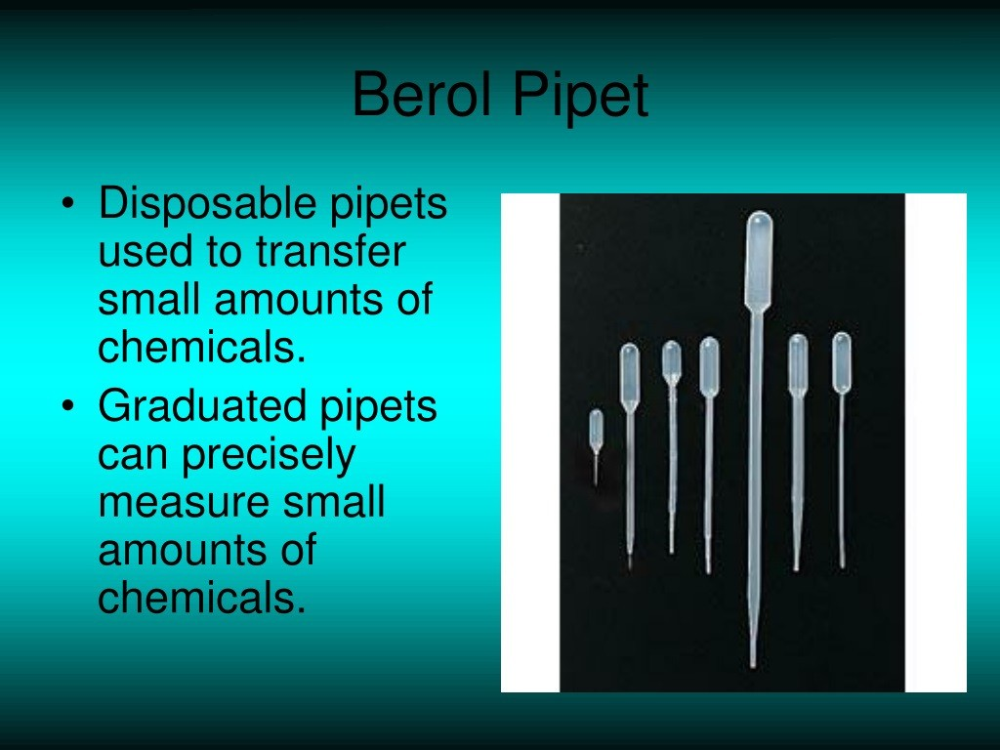 Berol Pipet
• Disposable pipets
used to transfer
small amounts of
chemicals.
• Graduated pipets
can precisely
measure small
amounts of
chemicals.